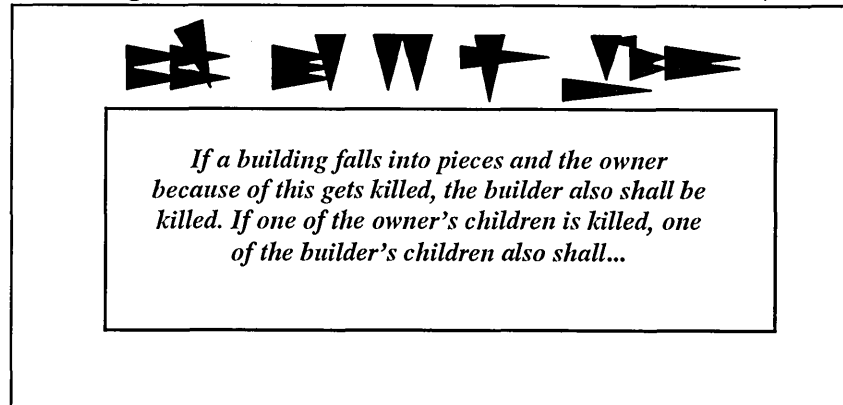 If a building falls into pieces and the owner
because of this gets killed, the builder also shall be
killed. If one of the owner's children is killed, one
of the builder's children also shall...